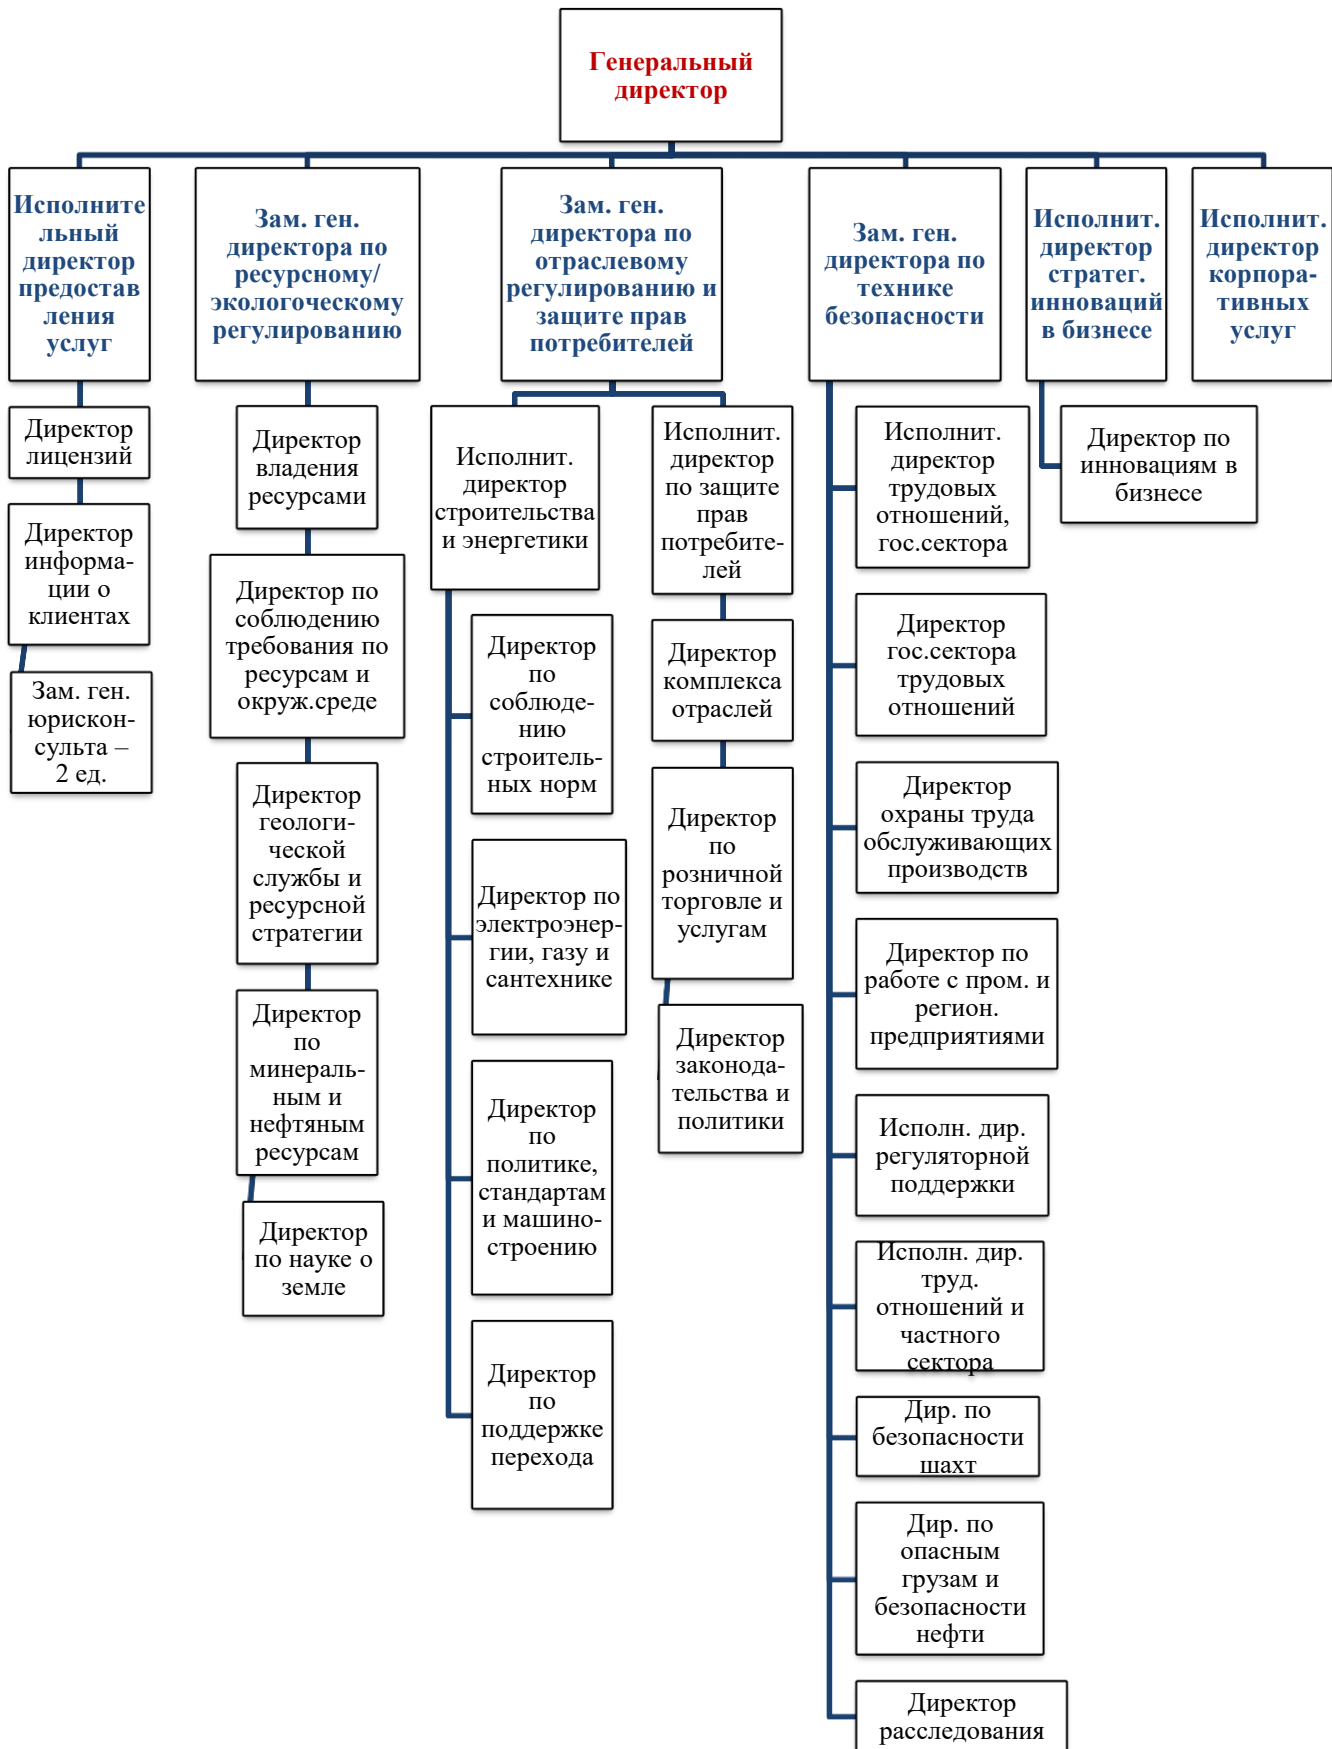 Генеральный
директор
Исполните
льный
директор
предостав
ления
услуг
Зам. ген.
директора по
ресурсному/
экологоческому
регулированию
Зам. ген.
директора по
отраслевому
регулированию и
защите прав
потребителей
Зам. ген.
директора по
технике
безопасности
Исполнит.
директор
стратег.
инноваций
в бизнесе
Исполнит.
директор
корпора-
тивных
услуг
Директор
лицензий
Директор
информа-
ции о
клиентах
Зам. ген.
юрискон-
сульта –
2 ед.
Директор
владения
ресурсами
Директор по
соблюдению
требования по
ресурсам и
окруж.среде
Директор
геологи-
ческой
службы и
ресурсной
стратегии
Директор
по
минераль-
ным и
нефтяным
ресурсам
Директор
по науке о
земле
Исполнит.
директор
строительства
и энергетики
Директор
по
соблюде-
нию
строитель-
ных норм
Директор по
электроэнер-
гии, газу и
сантехнике
Директор
по
политике,
стандартам
и машино-
строению
Директор
по
поддержке
перехода
Исполнит.
директор
по защите
прав
потребите-
лей
Директор
комплекса
отраслей
Директор
по
розничной
торговле и
услугам
Директор
законода-
тельства и
политики
Исполнит.
директор
трудовых
отношений,
гос.сектора
Директор
гос.сектора
трудовых
отношений
Директор
охраны труда
обслуживающих
производств
Директор по
работе с пром. и
регион.
предприятиями
Исполн. дир.
регуляторной
поддержки
Исполн. дир.
труд.
отношений и
частного
сектора
Дир. по
безопасности
шахт
Дир. по
опасным
грузам и
безопасности
нефти
Директор
расследования
Директор по
инновациям в
бизнесе